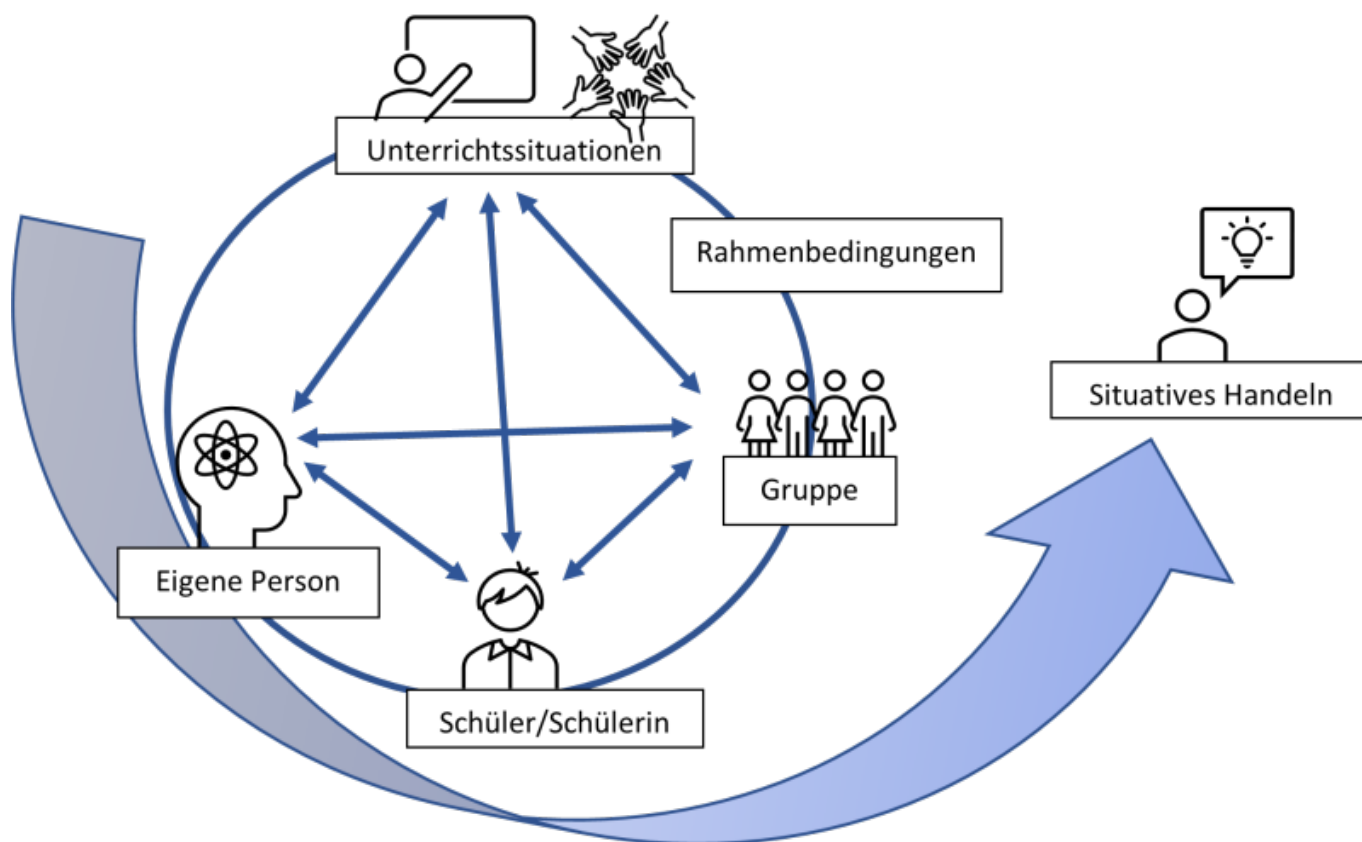 Unterrichtssituationen
Rahmenbedingungen
Situatives Handeln
Gruppe
Eigene Person
Schüler/Schülerin